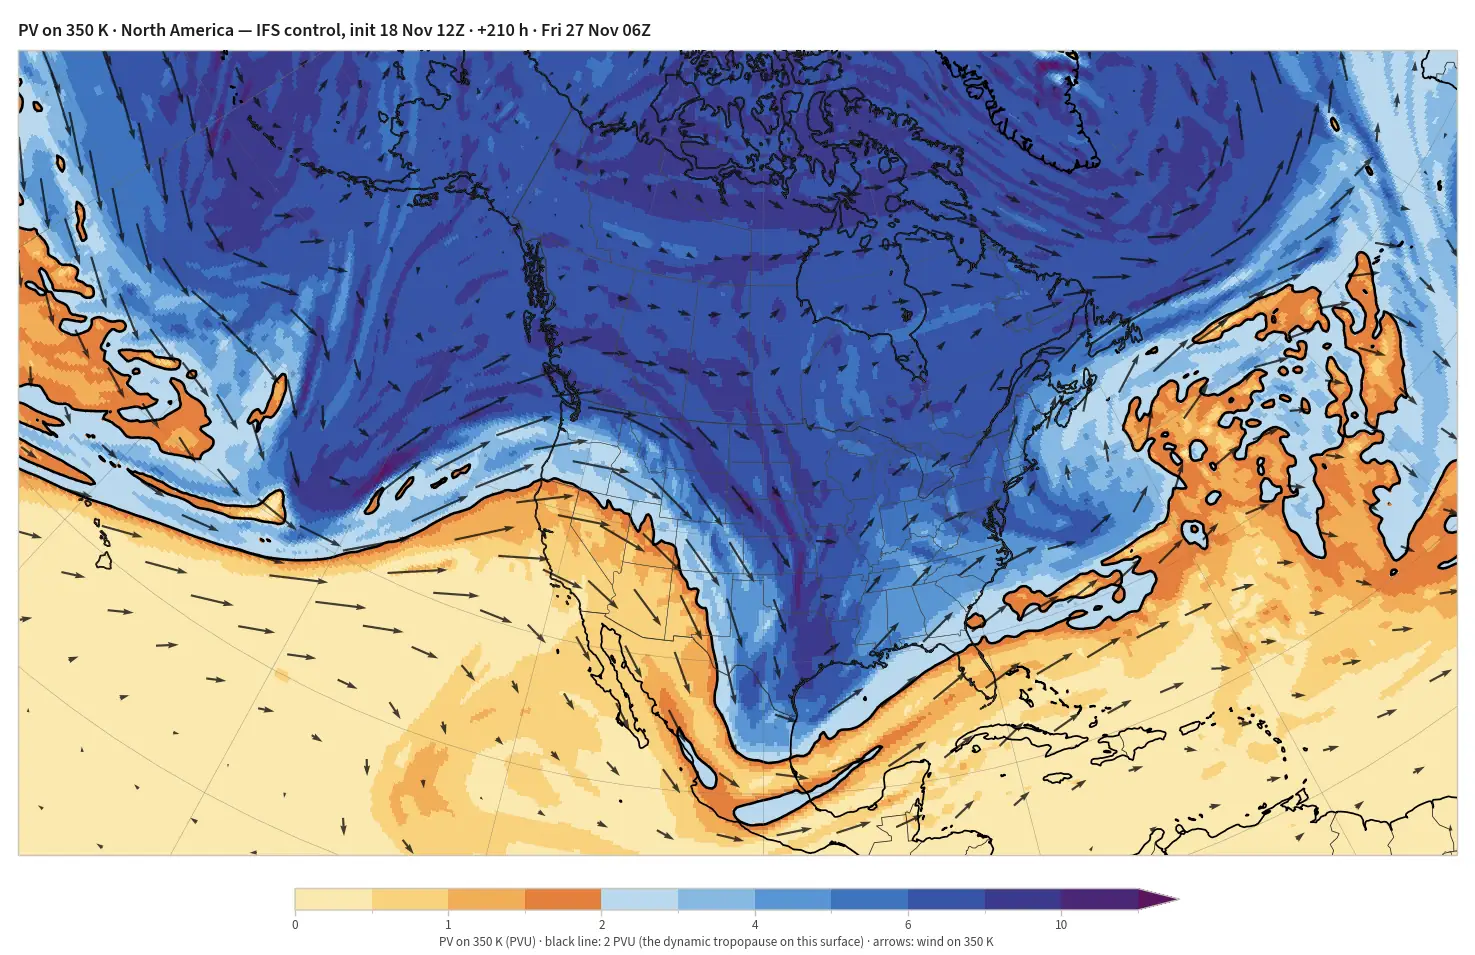 PV on 350 K · North America — IFS control, init 18 Nov 12Z · +210 h · Fri 27 Nov 06Z
0 1 2 4 6 10
PV on 350 K (PVU) · black line: 2 PVU (the dynamic tropopause on this surface) · arrows: wind on 350 K